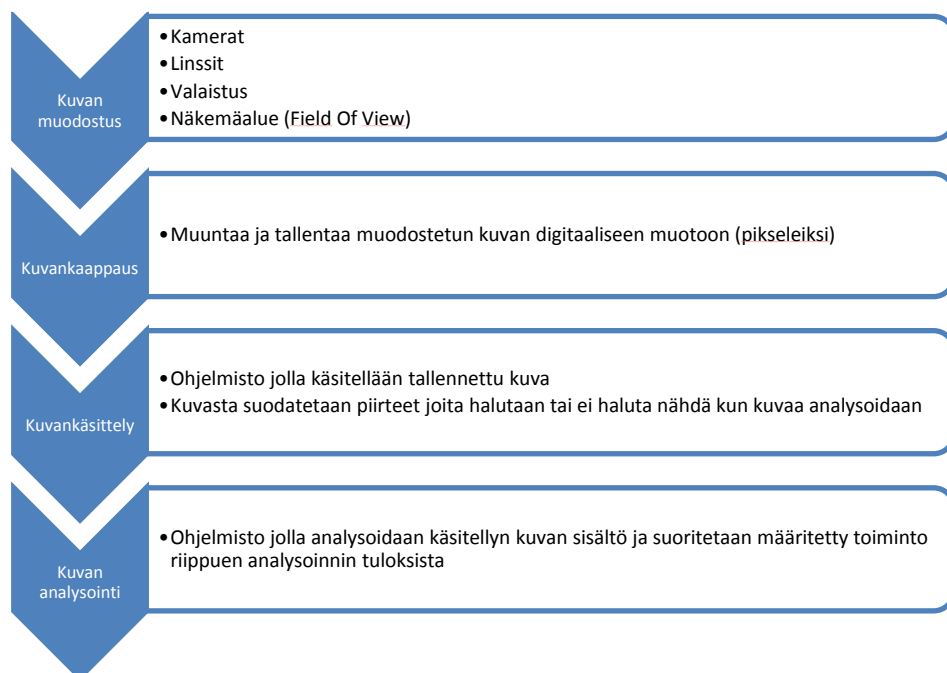 Kuvan
muodostus
•Kamerat
•Linssit
•Valaistus
•Näkemäalue (Field Of View)
Kuvankaappaus
•Muuntaa ja tallentaa muodostetun kuvan digitaaliseen muotoon (pikseleiksi)
Kuvankäsittely
•Ohjelmisto jolla käsitellään tallennettu kuva
•Kuvasta suodatetaan piirteet joita halutaan tai ei haluta nähdä kun kuvaa analysoidaan
Kuvan
analysointi
•Ohjelmisto jolla analysoidaan käsitellyn kuvan sisältö ja suoritetaan määritetty toiminto
riippuen analysoinnin tuloksista